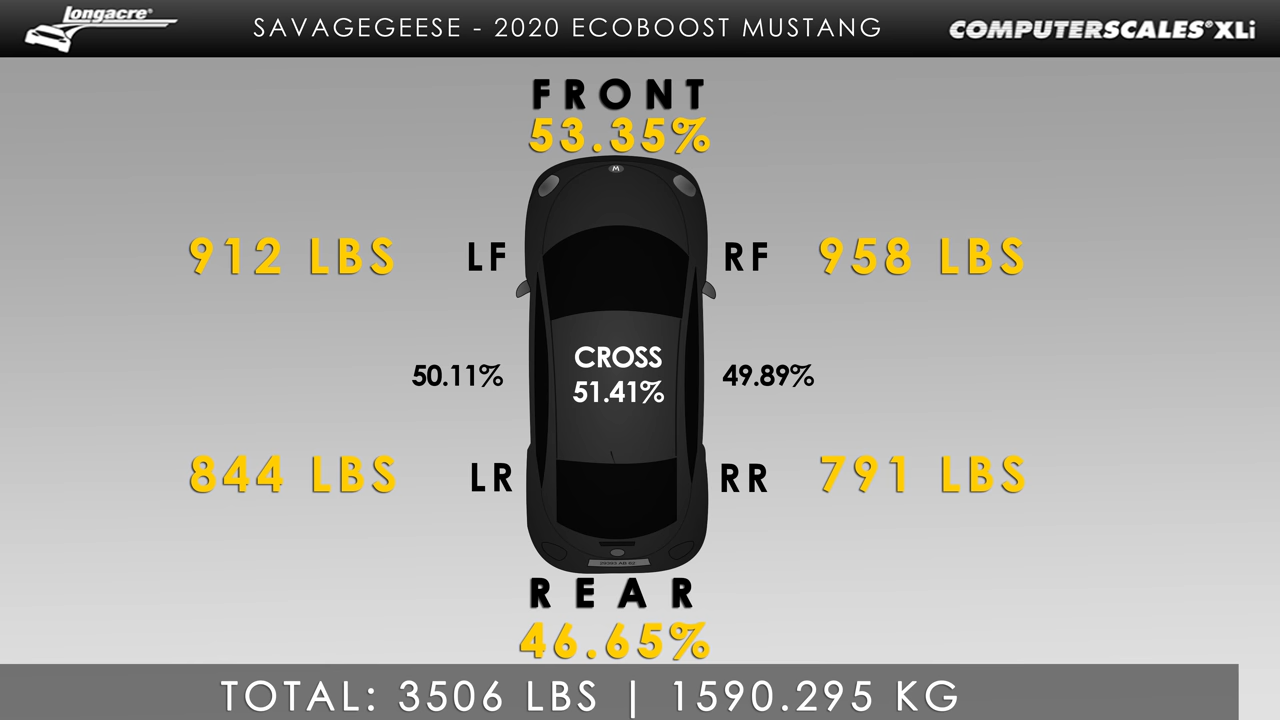 Longacre®
SAVAGEGEESE - 2020 ECOBOOST MUSTANG
COMPUTERSCALES® XLi
FRONT
53.35%
M
912 LBS LF RF 958 LBS
50.11% CROSS 49.89%
51.41%
844 LBS LR RR 791 LBS
REAR
46.65%
TOTAL: 3506 LBS | 1590.295 KG